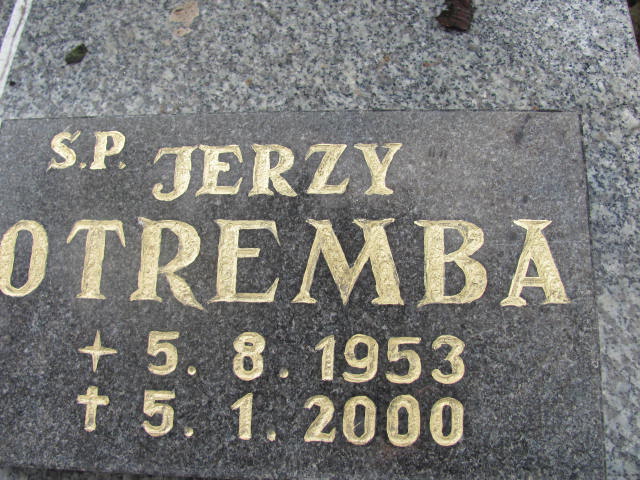 S.P. JERZY
OTREMBA
5.8.1953
† 5.1.2000